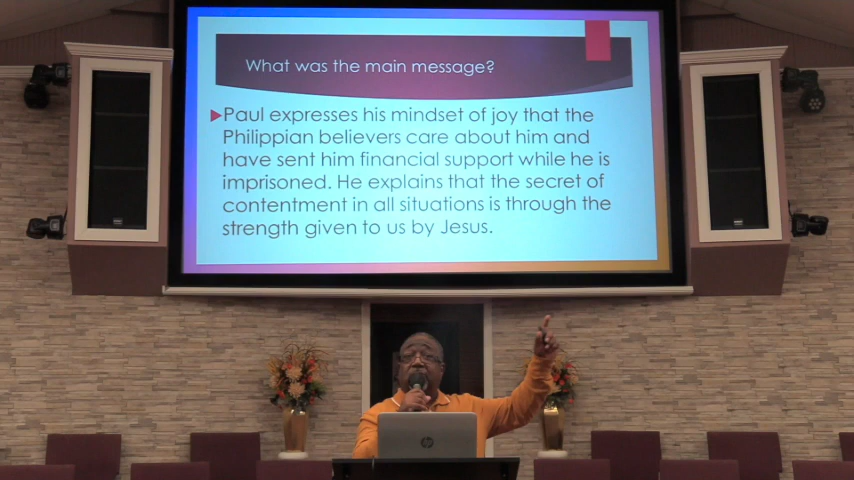 What was the main message?
Paul expresses his mindset of joy that the
Philippian believers care about him and
have sent him financial support while he is
imprisoned. He explains that the secret of
contentment in all situations is through the
strength given to us by Jesus.
hp